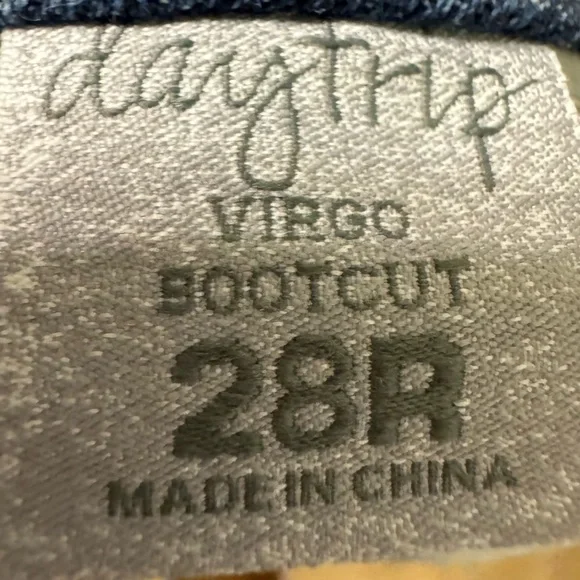 daytrip
VIRGO
BOOTCUT
28R
MADE IN CHINA